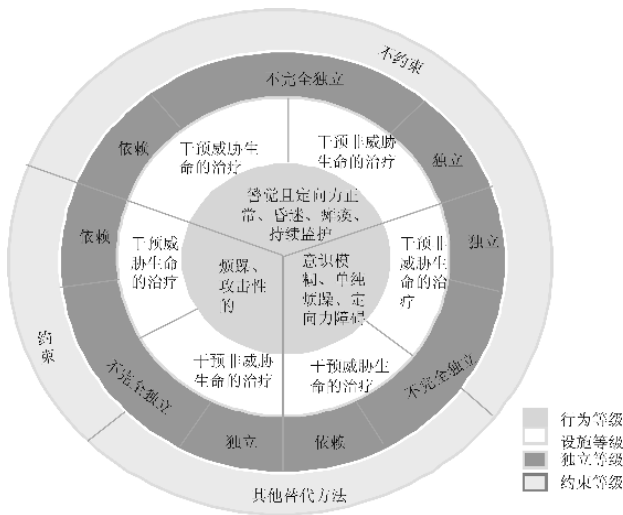 不约束
不完全独立
依赖
干预威胁生
命的治疗
干预非威胁
生命的治疗
独立
警觉且定向力正
常、昏迷、瘫痪、
持续监护
依赖
干预威
胁生命
的治疗
烦躁、
攻击性
的
意识模
糊、单纯
烦躁、定
向力障碍
干预非
威胁生
命的治
疗
独立
约束
不完全独立
干预非威胁
生命的治疗
干预威胁生
命的治疗
不完全独立
独立
依赖
其他替代方法
行为等级
设施等级
独立等级
约束等级